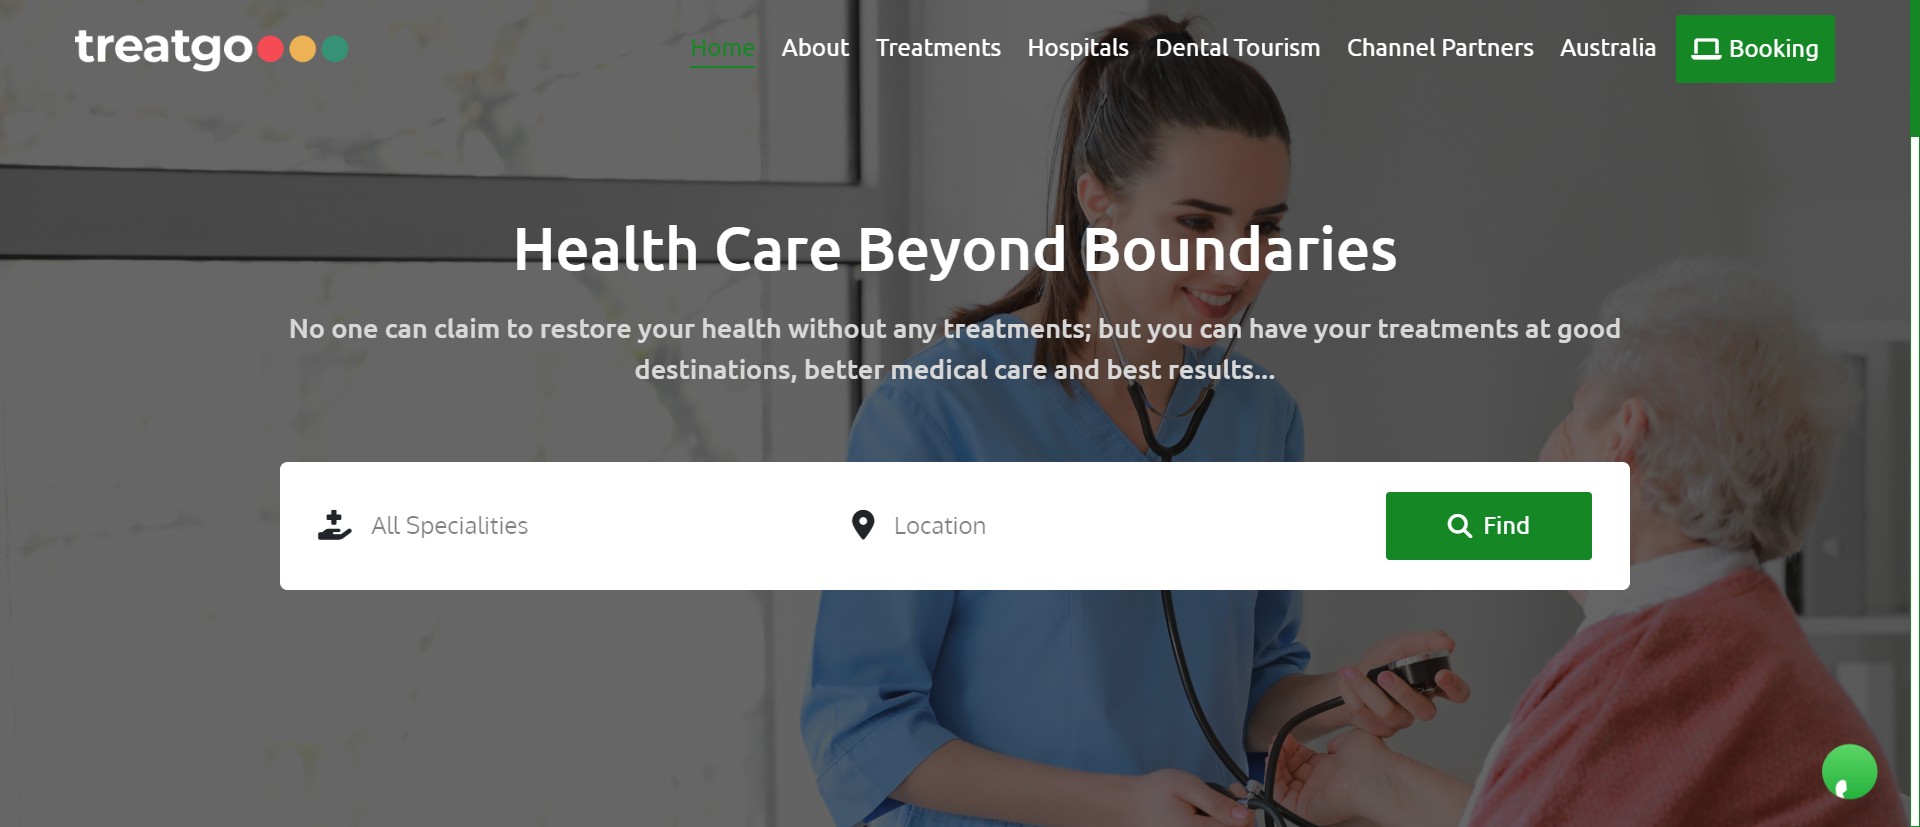 treatgo
Home About Treatments Hospitals Dental Tourism Channel Partners Australia Booking
Health Care Beyond Boundaries
No one can claim to restore your health without any treatments; but you can have your treatments at good
destinations, better medical care and best results...
All Specialities Location Find